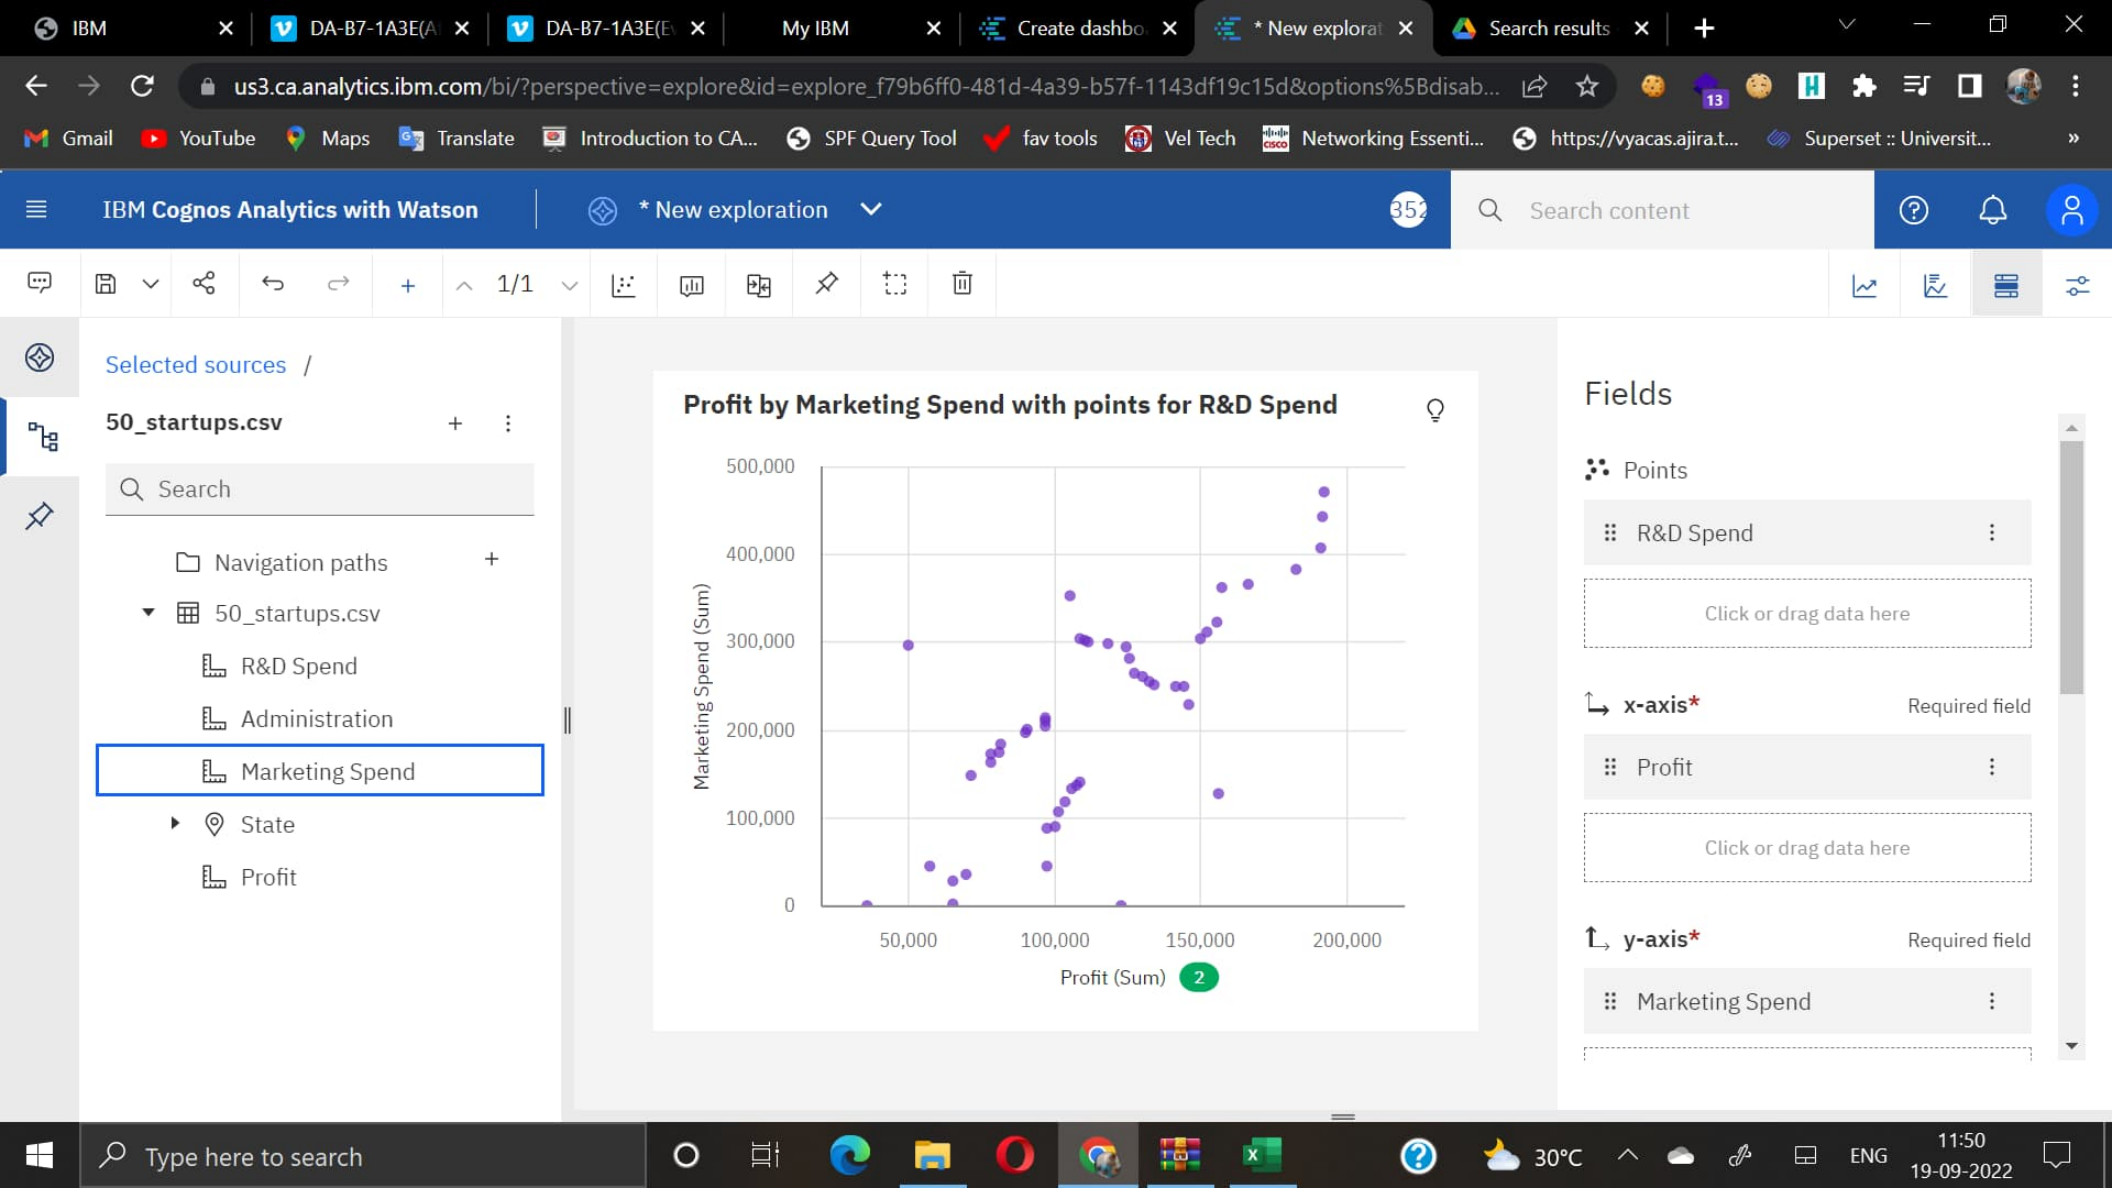 IBM
DA-B7-1A3E(A
DA-B7-1A3E(Ev
My IBM
Create dashbo
* New explorat
Search results
us3.ca.analytics.ibm.com/bi/?perspective=explore&id=explore_f79b6ff0-481d-4a39-b57f-1143df19c15d&options%5Bdisab...
13
Gmail
YouTube
Maps
Translate
Introduction to CA...
SPF Query Tool
fav tools
Vel Tech
Networking Essenti...
https://vyacas.ajira.t...
Superset :: Universit...
»
IBM Cognos Analytics with Watson
* New exploration
352
Search content
1/1
Selected sources /
50_startups.csv
Search
Navigation paths
50_startups.csv
R&D Spend
Administration
Marketing Spend
State
Profit
Profit by Marketing Spend with points for R&D Spend
Marketing Spend (Sum)
500,000
400,000
300,000
200,000
100,000
0
50,000
100,000
150,000
200,000
Profit (Sum)
2
Fields
Points
R&D Spend
Click or drag data here
x-axis*
Required field
Profit
Click or drag data here
y-axis*
Required field
Marketing Spend
Type here to search
30°C
ENG
11:50
19-09-2022